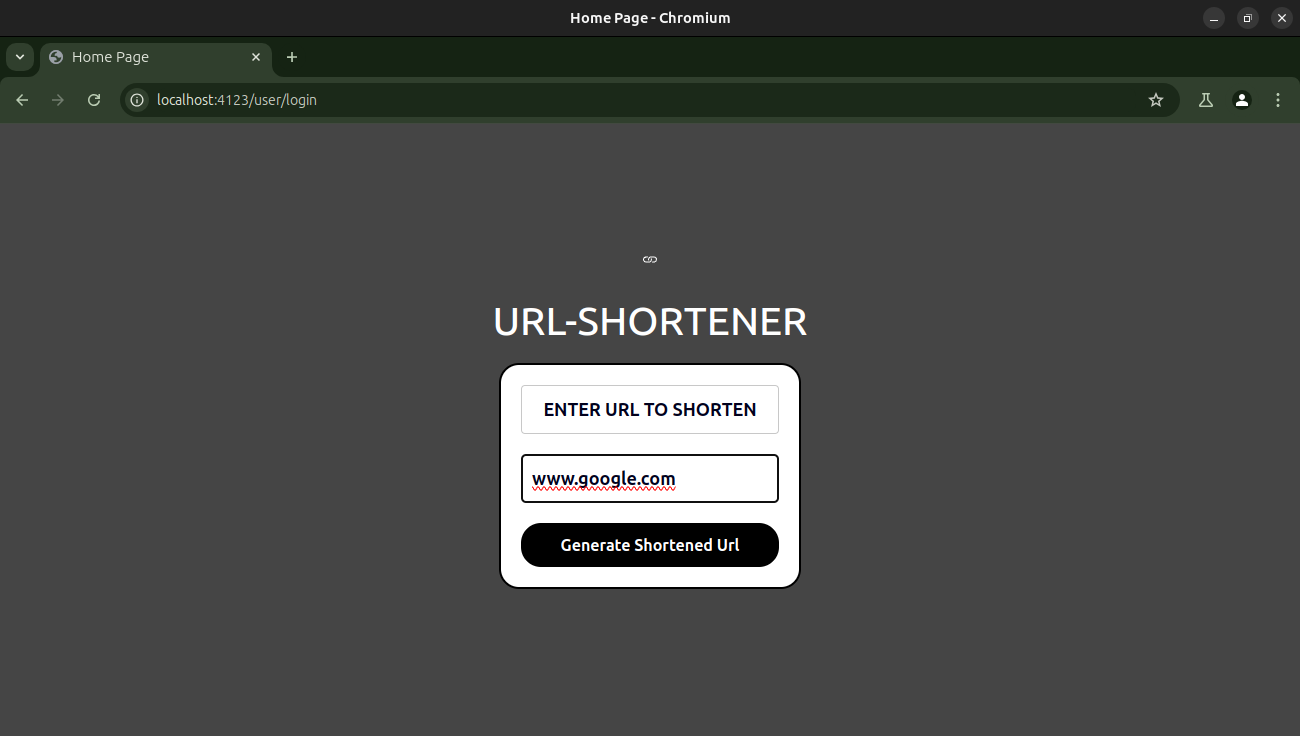 Home Page - Chromium
Home Page
localhost:4123/user/login
URL-SHORTENER
ENTER URL TO SHORTEN
www.google.com
Generate Shortened Url